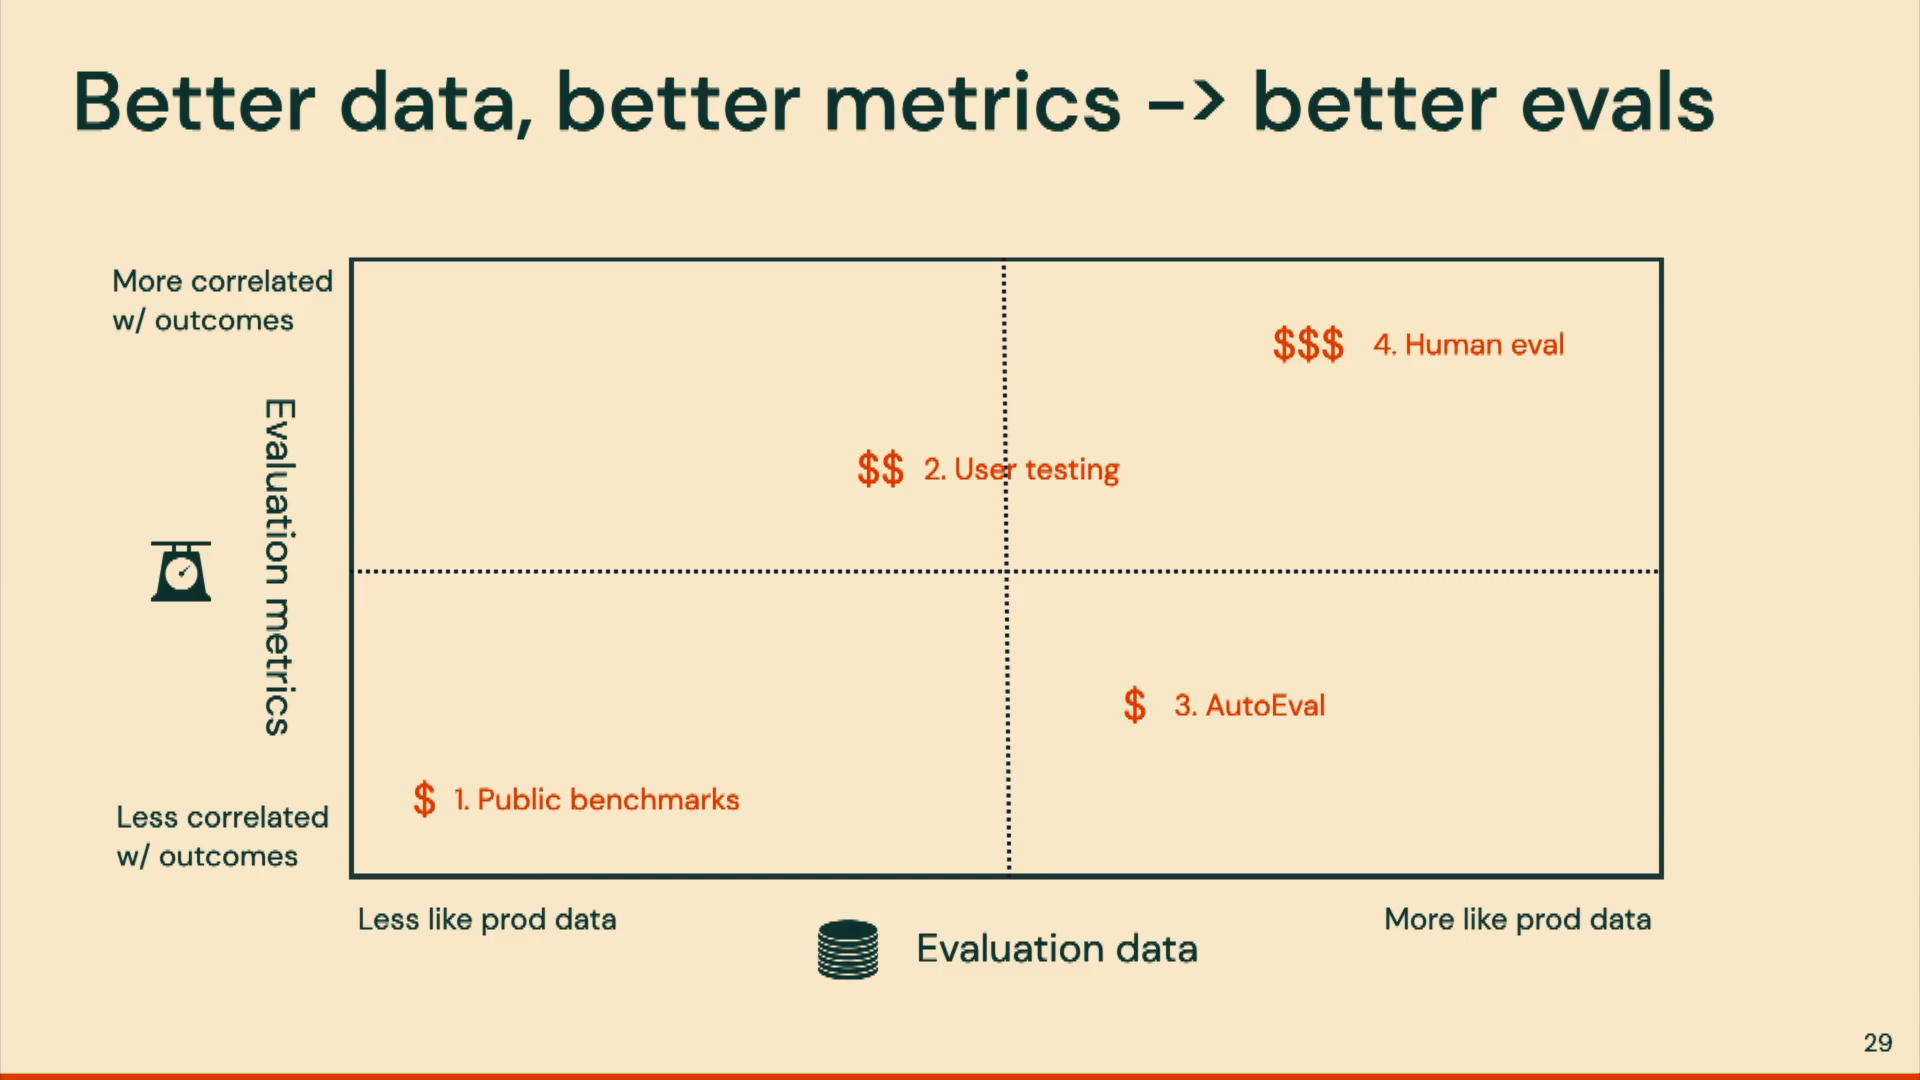 Better data, better metrics -> better evals
More correlated
w/ outcomes
$$$ 4. Human eval
$$ 2. User testing
Evaluation metrics
$ 3. AutoEval
$ 1. Public benchmarks
Less correlated
w/ outcomes
Less like prod data
More like prod data
Evaluation data
29